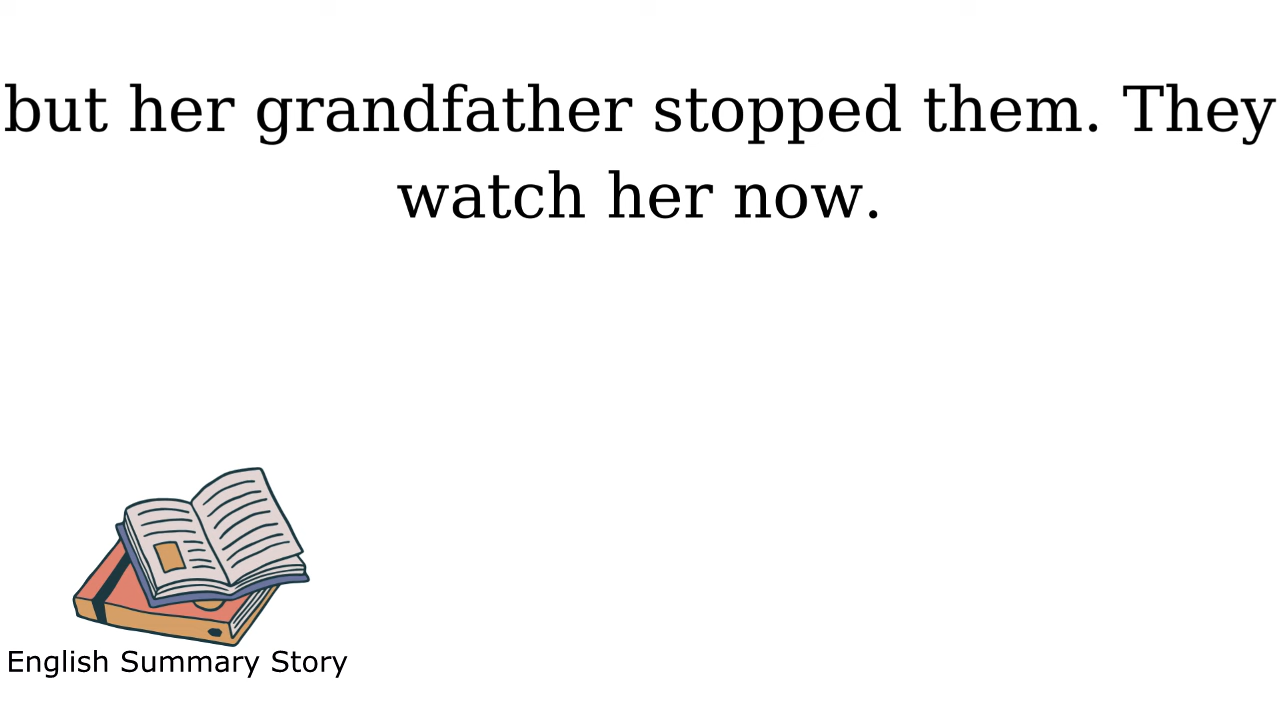 but her grandfather stopped them. They
watch her now.
English Summary Story